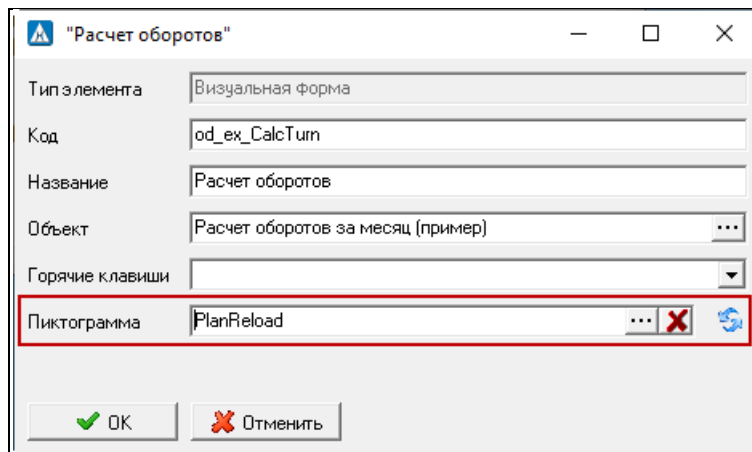 "Расчет оборотов"
Тип элемента Визуальная форма
Код od_ex_CalcTurn
Название Расчет оборотов
Объект Расчет оборотов за месяц (пример) ...
Горячие клавиши
Пиктограмма PlanReload ...
OK Отменить